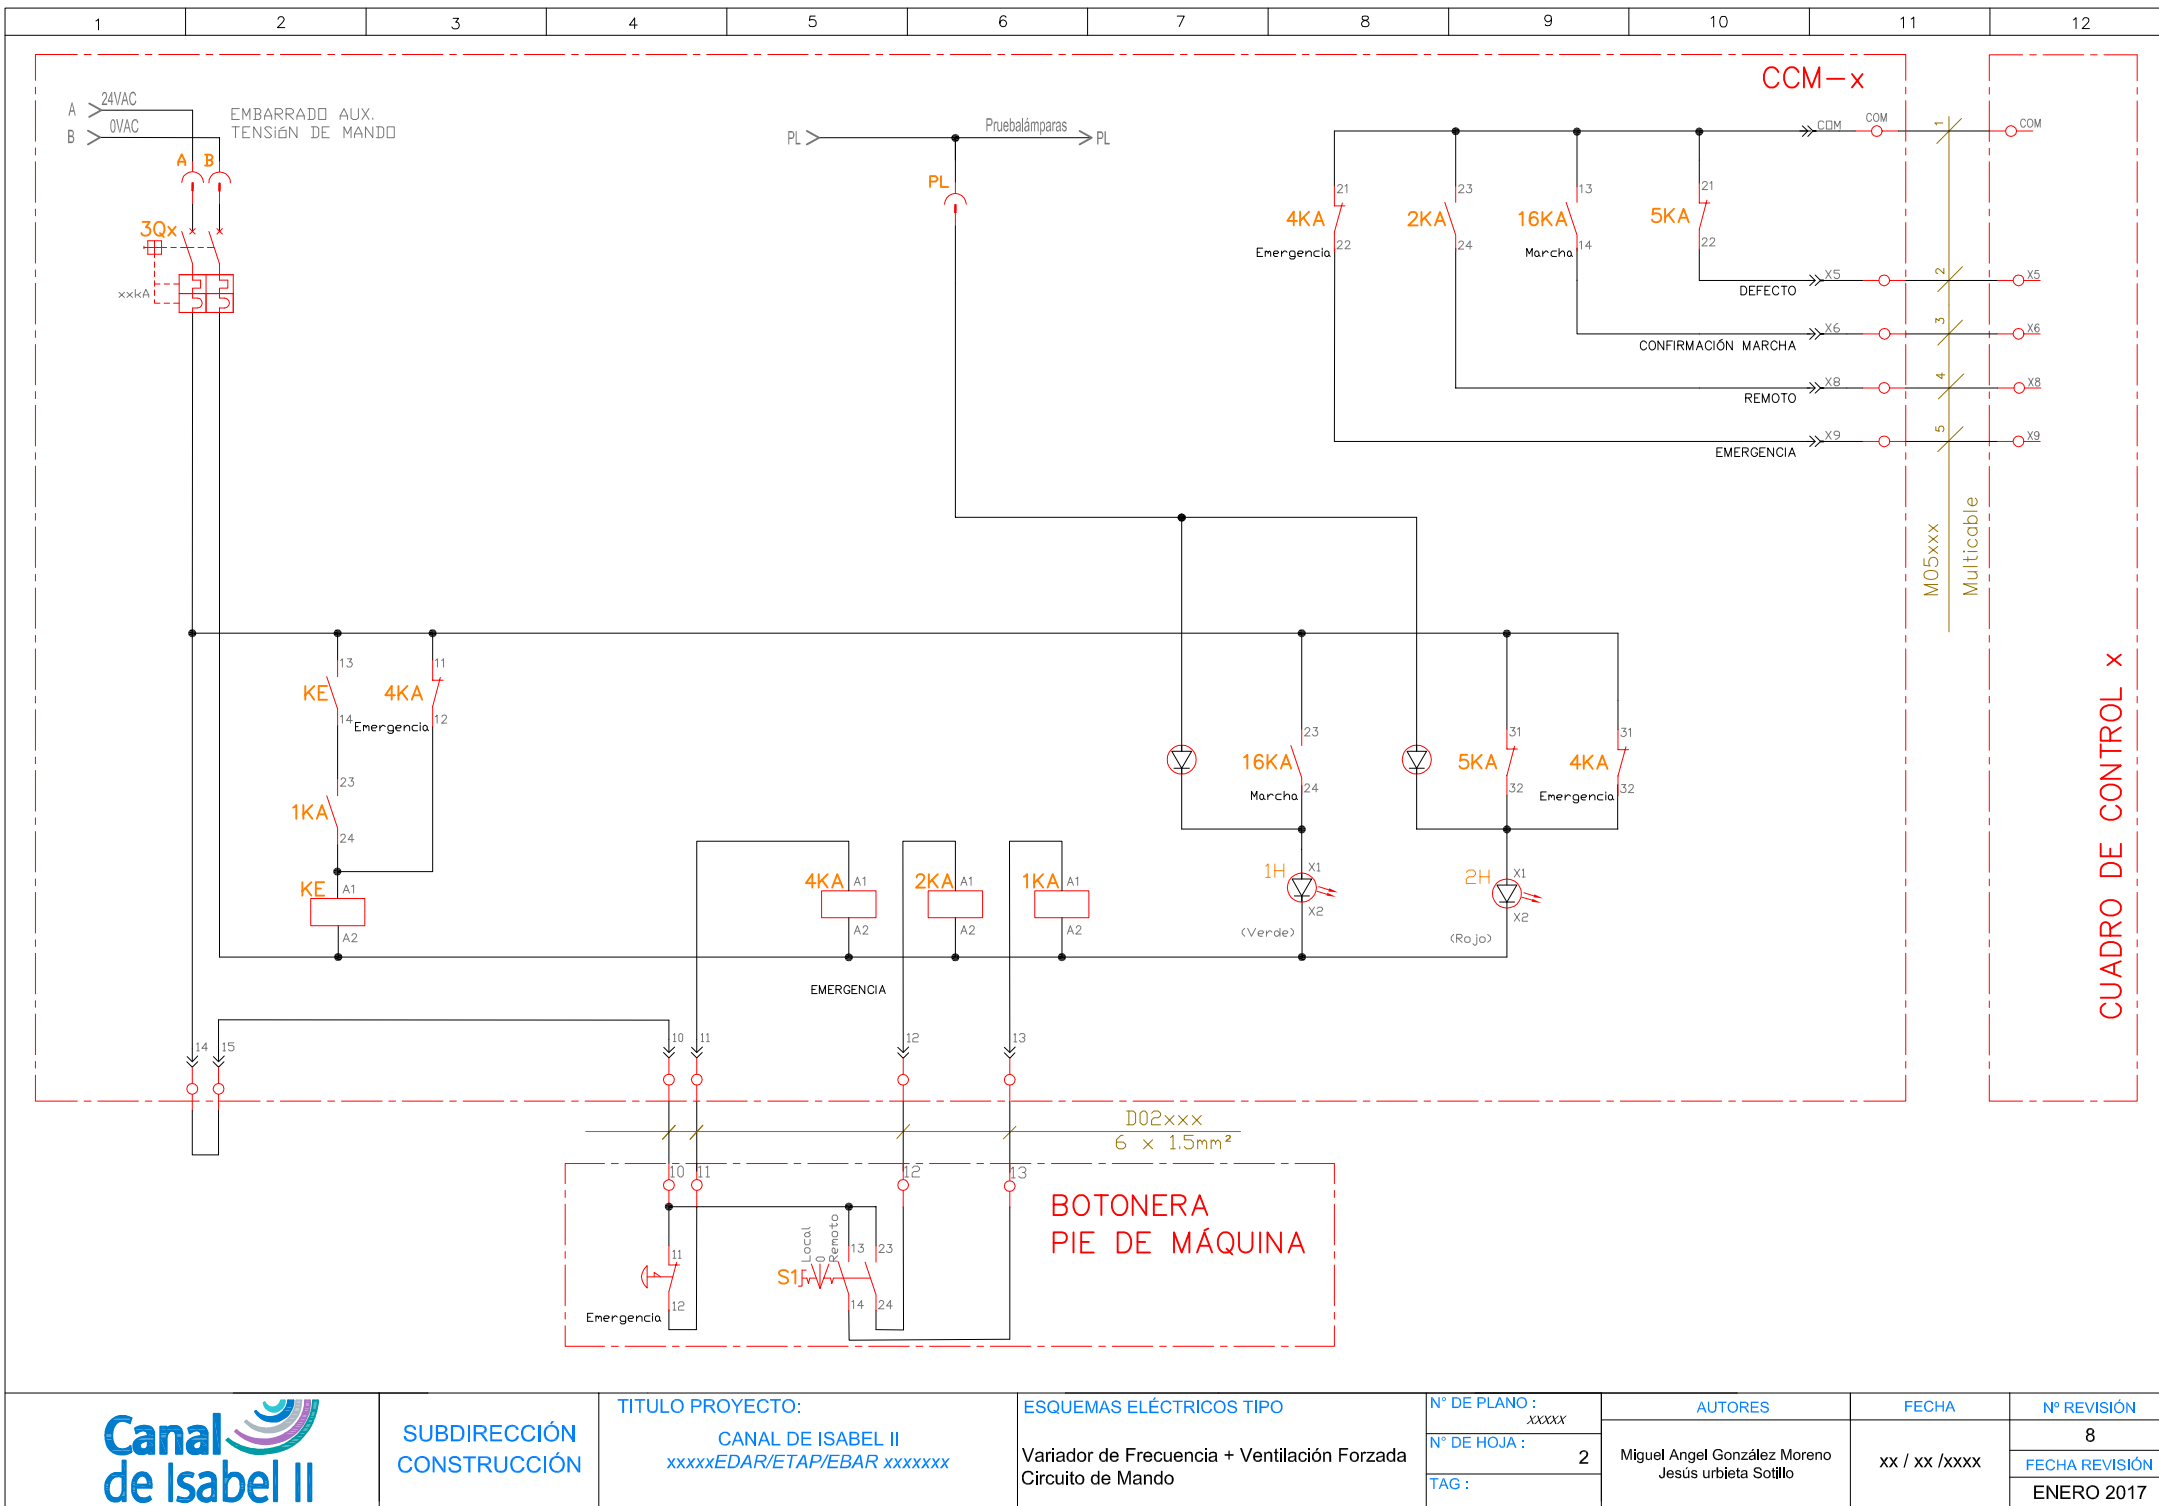 1 2 3 4 5 6 7 8 9 10 11 12
CCM-x
A 24VAC
B 0VAC
EMBARRADO AUX.
TENSIóN DE MANDO
A B
3Qx
xxkA
PL Pruebalámparas PL
PL
COM COM COM
1
21 23 13 21
4KA 2KA 16KA 5KA
22 24 14 22
Emergencia Marcha
X5 2 X5
DEFECTO
X6 3 X6
CONFIRMACIÓN MARCHA
X8 4 X8
REMOTO
X9 5 X9
EMERGENCIA
M05xxx
Multicable
CUADRO DE CONTROL x
13 11
KE 4KA
14 Emergencia 12
23
1KA
24
KE A1
A2
23 31 31
16KA 5KA 4KA
Marcha 24 32 Emergencia 32
4KA A1 2KA A1 1KA A1
A2 A2 A2
EMERGENCIA
1H X1
X2
(Verde)
2H X1
X2
(Rojo)
14 15 10 11 12 13
D02xxx
6 x 1.5mm²
10 11 12 13
BOTONERA
PIE DE MÁQUINA
Local
0
Remoto
11 13 23
S1
12 14 24
Emergencia
Canal
de Isabel II
SUBDIRECCIÓN
CONSTRUCCIÓN
TITULO PROYECTO:
CANAL DE ISABEL II
xxxxxEDAR/ETAP/EBAR xxxxxxx
ESQUEMAS ELÉCTRICOS TIPO
Variador de Frecuencia + Ventilación Forzada
Circuito de Mando
N° DE PLANO :
xxxxx
N° DE HOJA :
2
TAG :
AUTORES
Miguel Angel González Moreno
Jesús urbieta Sotillo
FECHA
xx / xx /xxxx
Nº REVISIÓN
8
FECHA REVISIÓN
ENERO 2017